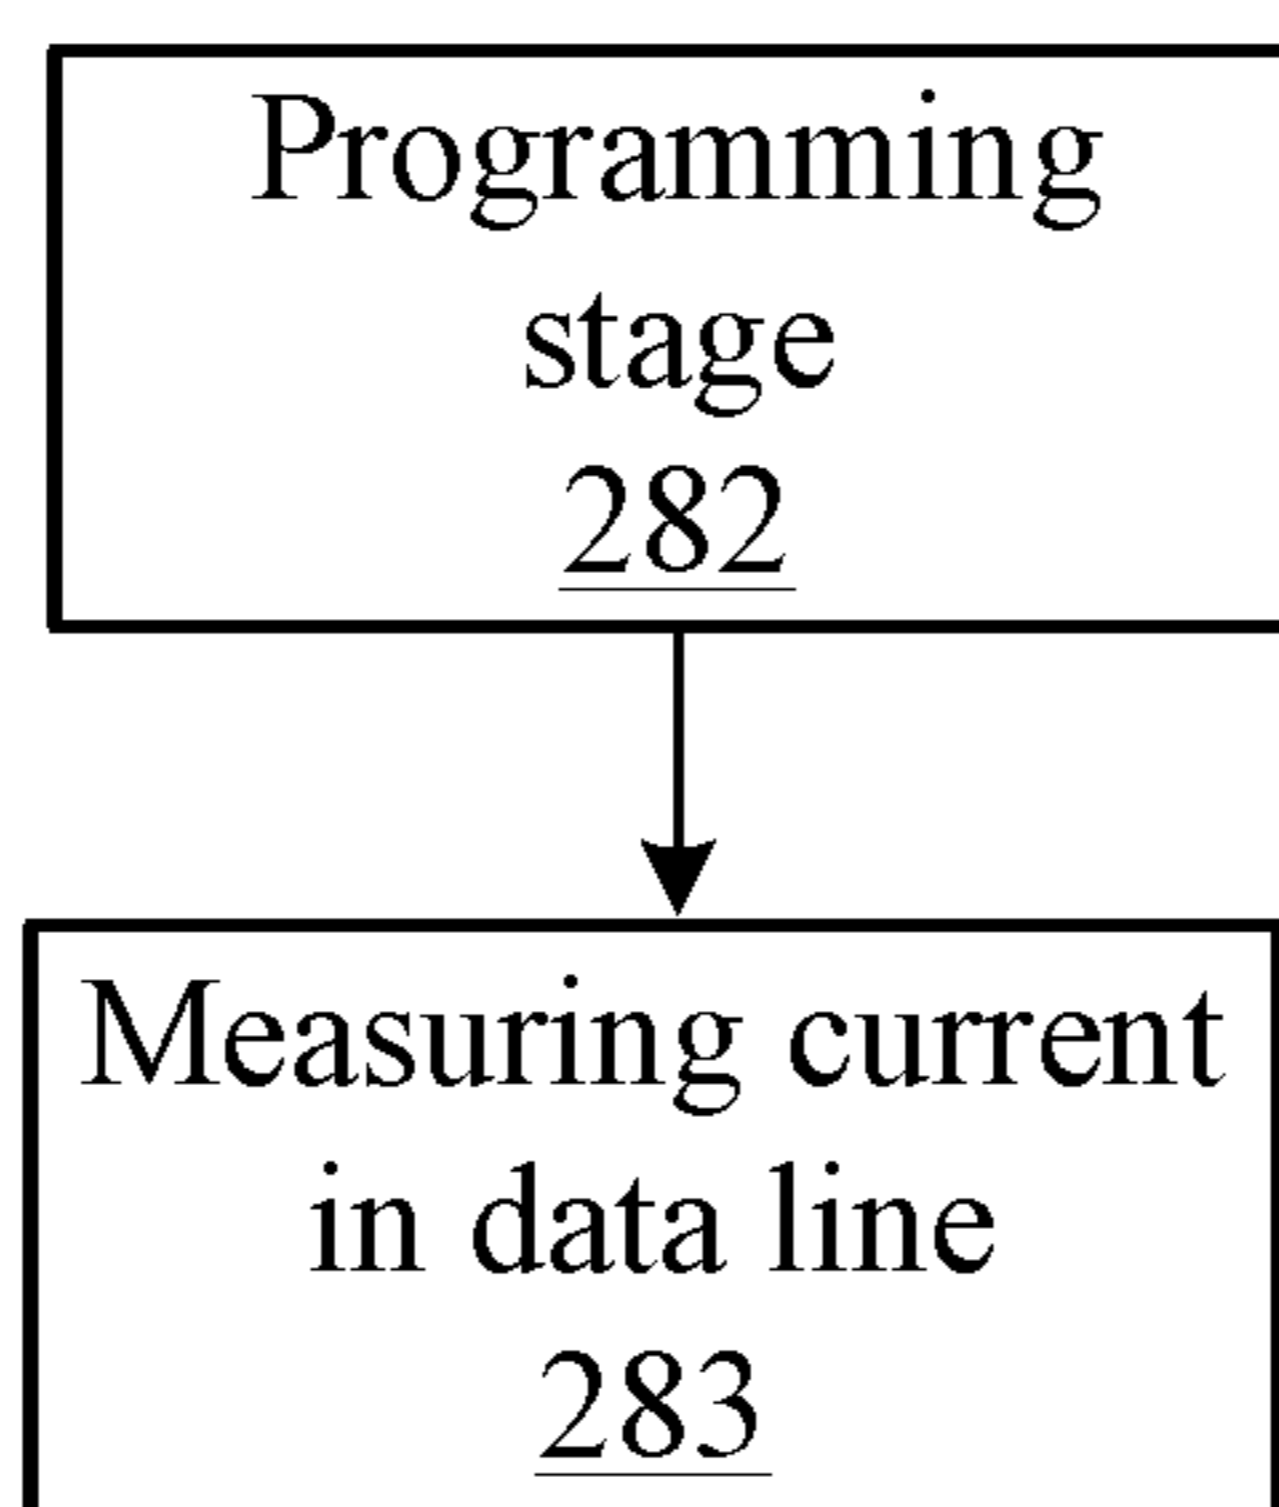 Programming
stage
282
Measuring current
in data line
283